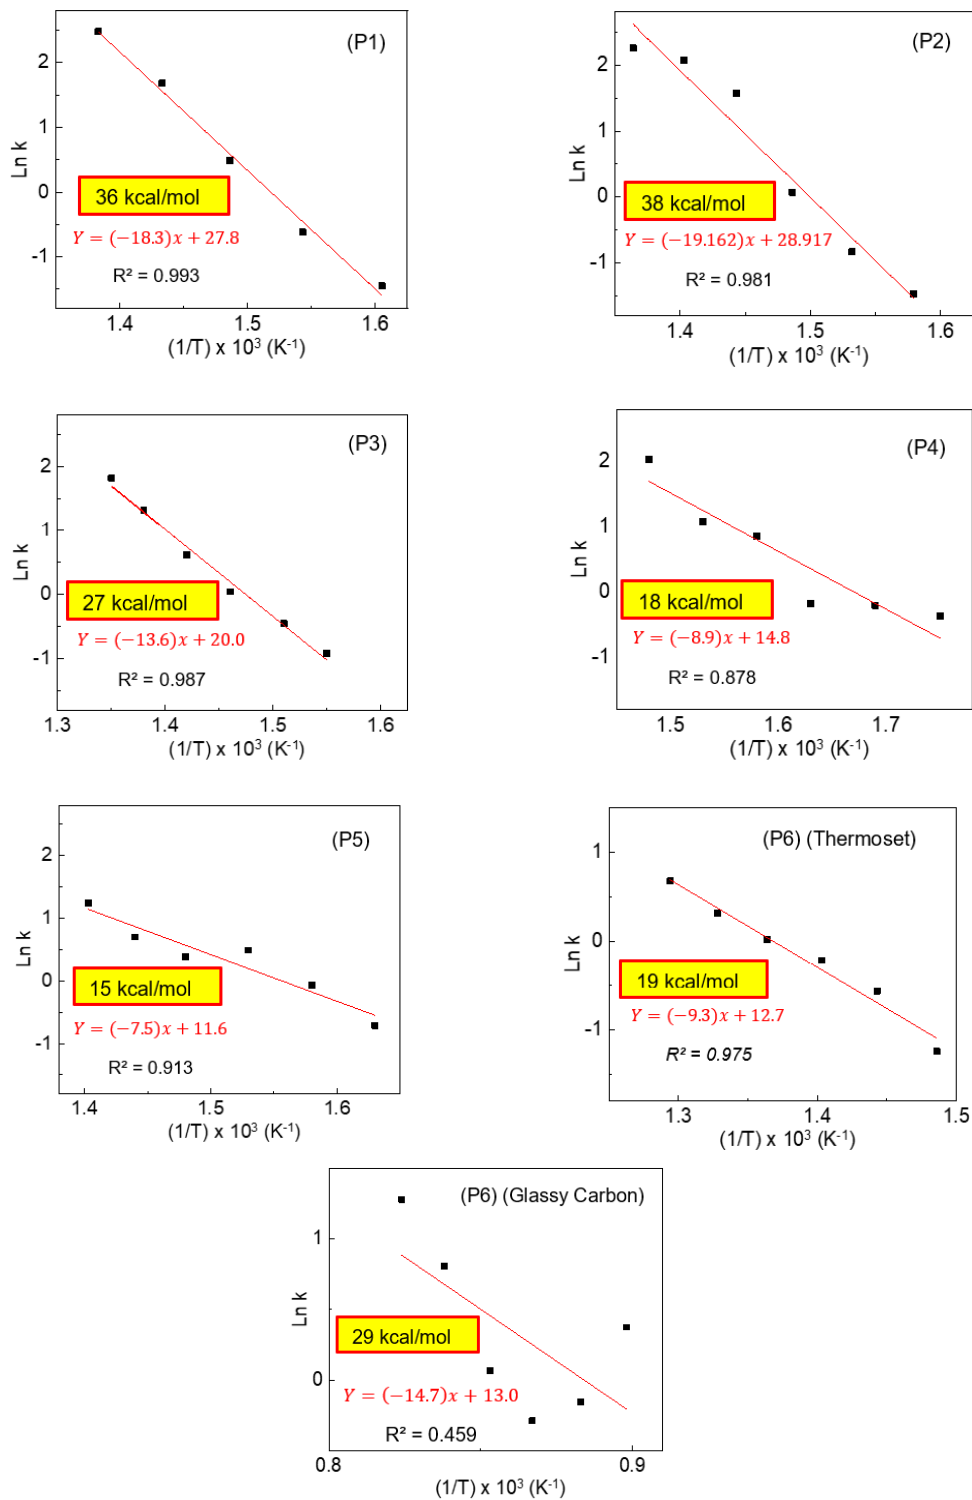 (P1)
2
1
0
-1
Ln k
36 kcal/mol
Y = (−18.3)x + 27.8
R² = 0.993
1.4 1.5 1.6
(1/T) x 10³ (K⁻¹)
(P2)
2
1
0
-1
Ln k
38 kcal/mol
Y = (−19.162)x + 28.917
R² = 0.981
1.4 1.5 1.6
(1/T) x 10³ (K⁻¹)
(P3)
2
1
0
-1
Ln k
27 kcal/mol
Y = (−13.6)x + 20.0
R² = 0.987
1.3 1.4 1.5 1.6
(1/T) x 10³ (K⁻¹)
(P4)
2
1
0
-1
Ln k
18 kcal/mol
Y = (−8.9)x + 14.8
R² = 0.878
1.5 1.6 1.7
(1/T) x 10³ (K⁻¹)
(P5)
2
1
0
-1
Ln k
15 kcal/mol
Y = (−7.5)x + 11.6
R² = 0.913
1.4 1.5 1.6
(1/T) x 10³ (K⁻¹)
(P6) (Thermoset)
1
0
-1
Ln k
19 kcal/mol
Y = (−9.3)x + 12.7
R² = 0.975
1.3 1.4 1.5
(1/T) x 10³ (K⁻¹)
(P6) (Glassy Carbon)
1
0
Ln k
29 kcal/mol
Y = (−14.7)x + 13.0
R² = 0.459
0.8 0.9
(1/T) x 10³ (K⁻¹)